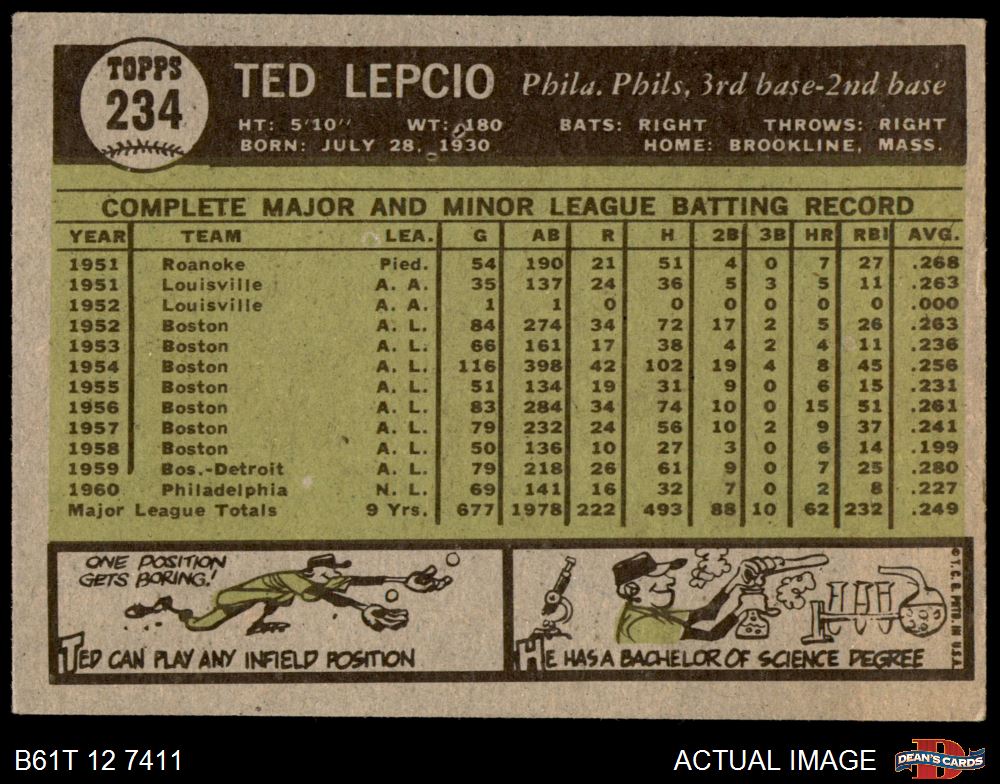 TOPPS
234
TED LEPCIO Phila. Phils, 3rd base-2nd base
HT: 5'10" WT: 180 BATS: RIGHT THROWS: RIGHT
BORN: JULY 28, 1930 HOME: BROOKLINE, MASS.
COMPLETE MAJOR AND MINOR LEAGUE BATTING RECORD
YEAR TEAM LEA. G AB R H 2B 3B HR RBI AVG.
1951 Roanoke Pied. 54 190 21 51 4 0 7 27 .268
1951 Louisville A. A. 35 137 24 36 5 3 5 11 .263
1952 Louisville A. A. 1 1 0 0 0 0 0 0 .000
1952 Boston A. L. 84 274 34 72 17 2 5 26 .263
1953 Boston A. L. 66 161 17 38 4 2 4 11 .236
1954 Boston A. L. 116 398 42 102 19 4 8 45 .256
1955 Boston A. L. 51 134 19 31 9 0 6 15 .231
1956 Boston A. L. 83 284 34 74 10 0 15 51 .261
1957 Boston A. L. 79 232 24 56 10 2 9 37 .241
1958 Boston A. L. 50 136 10 27 3 0 6 14 .199
1959 Bos.-Detroit A. L. 79 218 26 61 9 0 7 25 .280
1960 Philadelphia N. L. 69 141 16 32 7 0 2 8 .227
Major League Totals 9 Yrs. 677 1978 222 493 88 10 62 232 .249
ONE POSITION
GETS BORING!
TED CAN PLAY ANY INFIELD POSITION
HE HAS A BACHELOR OF SCIENCE DEGREE
© T.C.G. PRTD. IN U.S.A.
B61T 12 7411 ACTUAL IMAGE
DEAN'S CARDS